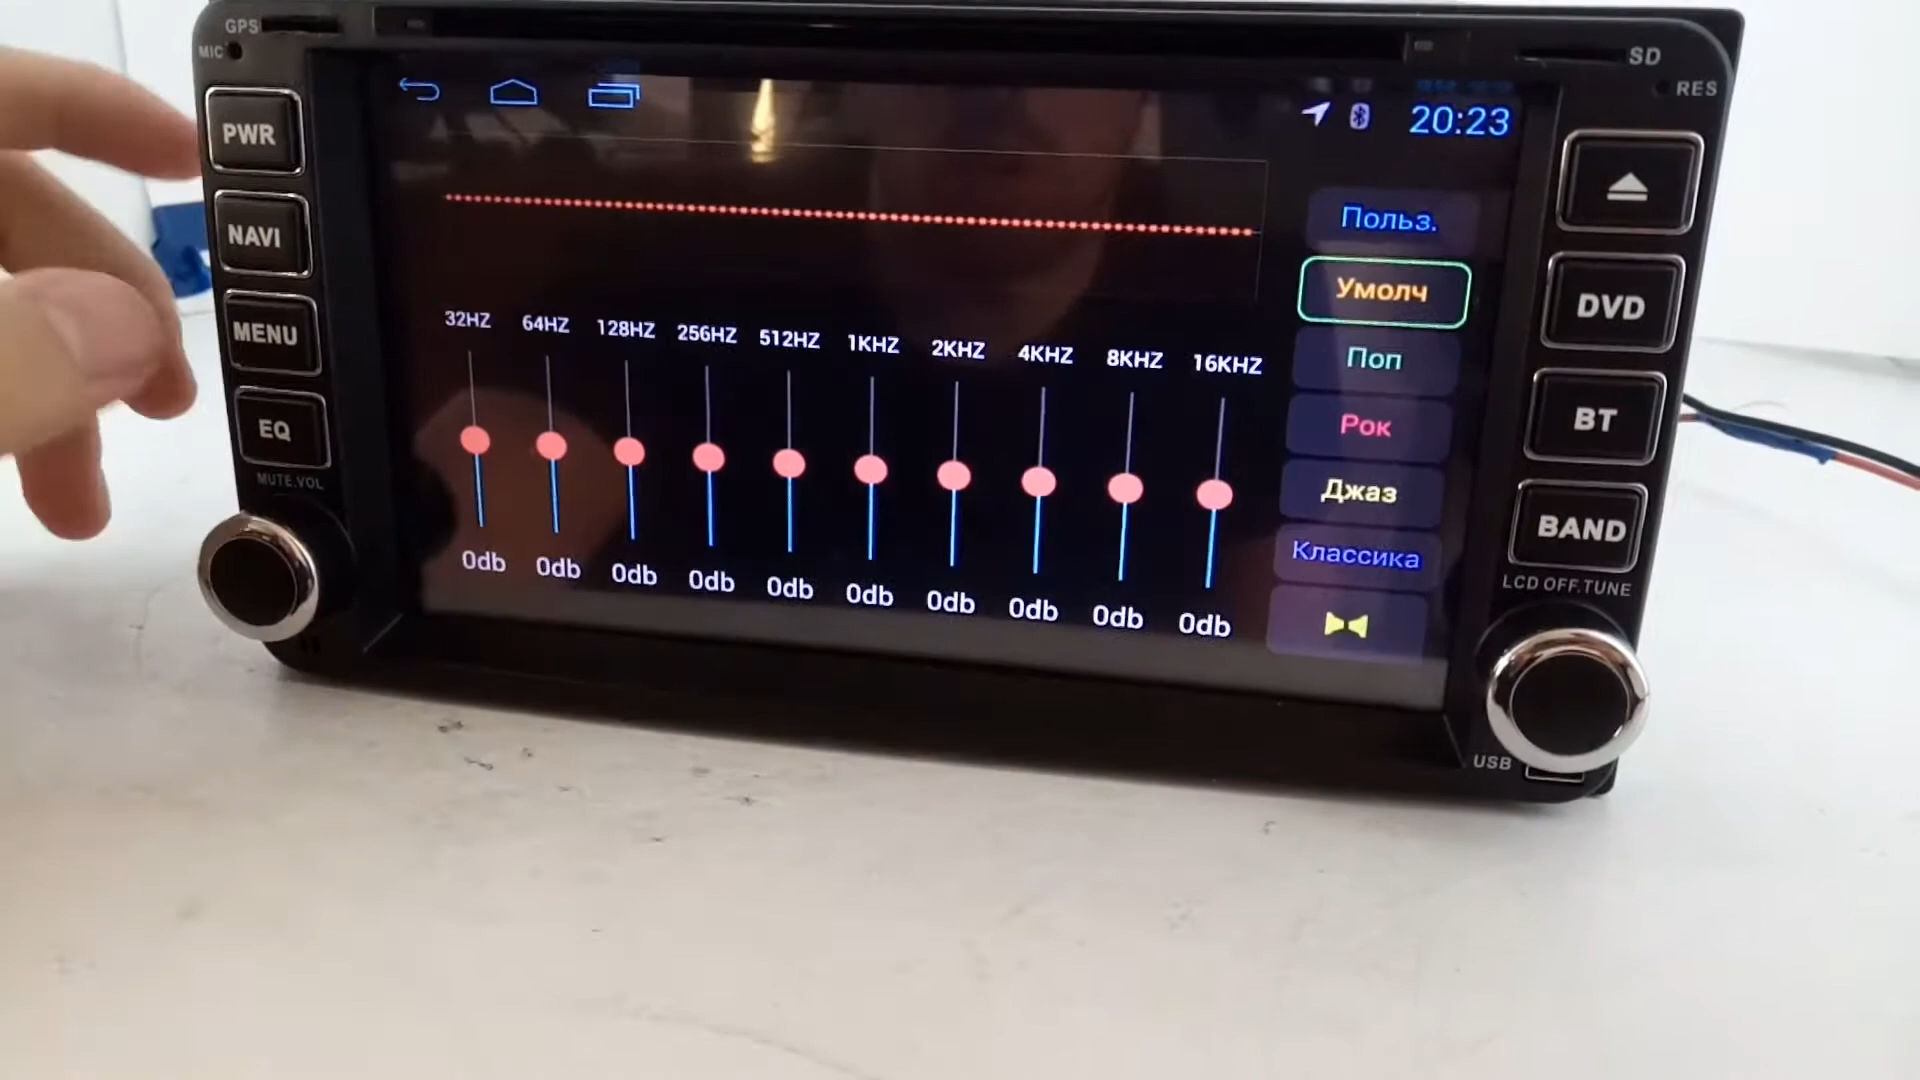 GPS
MIC
SD
RES
PWR
NAVI
MENU
EQ
MUTE.VOL
20:23
32HZ 64HZ 128HZ 256HZ 512HZ 1KHZ 2KHZ 4KHZ 8KHZ 16KHZ
0db 0db 0db 0db 0db 0db 0db 0db 0db 0db
Польз.
Умолч
Поп
Рок
Джаз
Классика
DVD
BT
BAND
LCD OFF.TUNE
USB